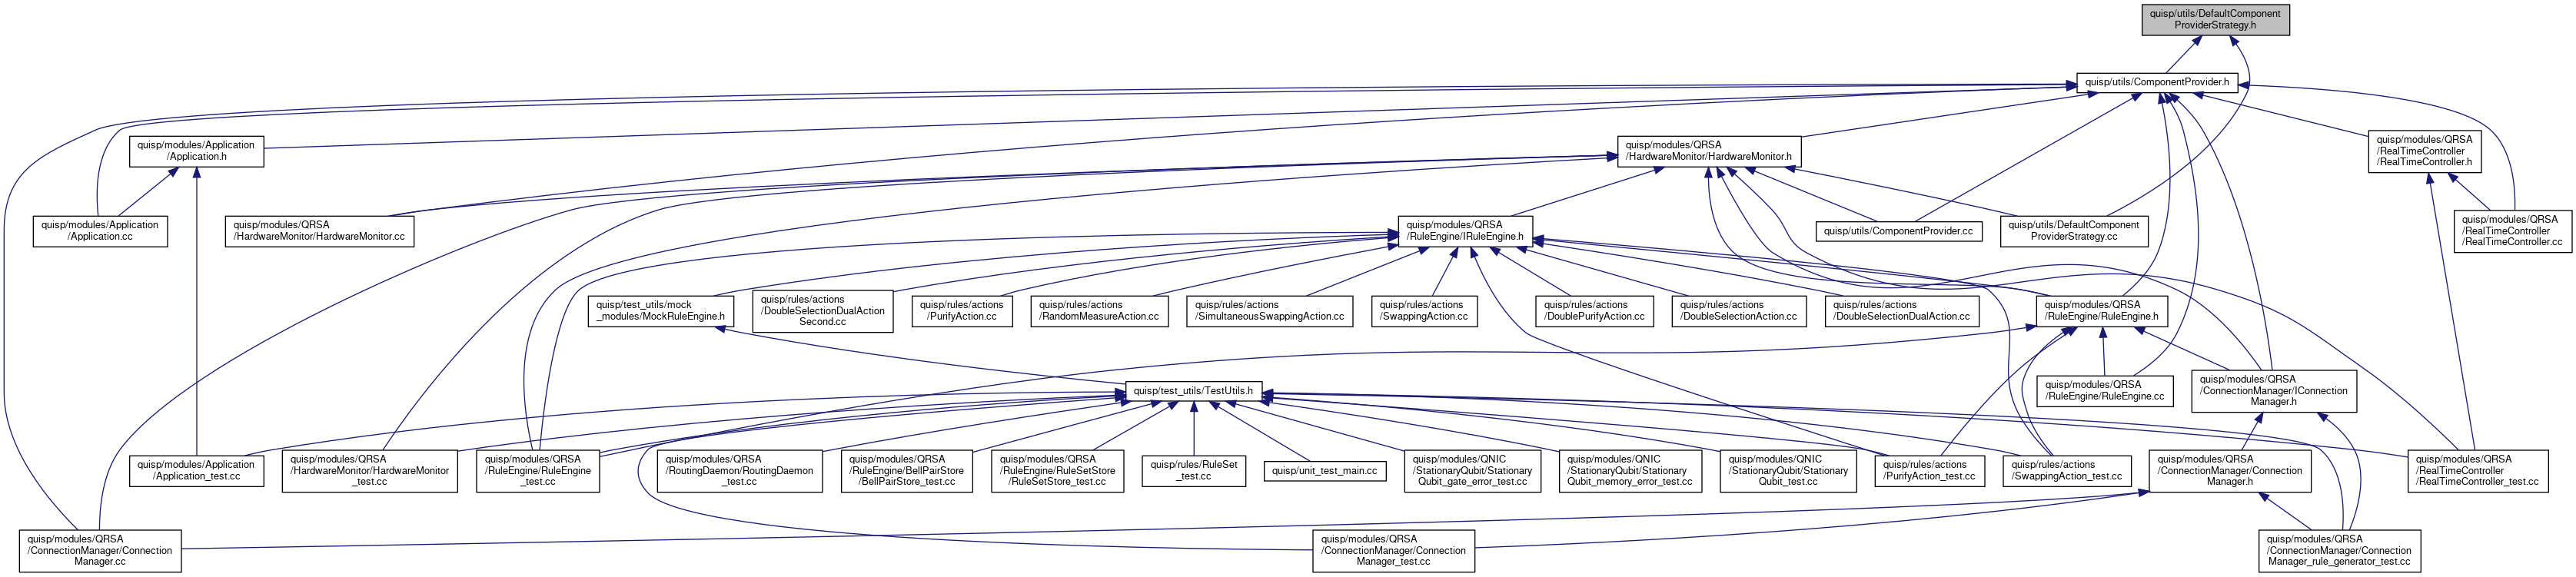 quisp/utils/DefaultComponent
ProviderStrategy.h
quisp/utils/ComponentProvider.h
quisp/modules/Application
/Application.h
quisp/modules/QRSA
/HardwareMonitor/HardwareMonitor.h
quisp/modules/QRSA
/RealTimeController
/RealTimeController.h
quisp/modules/Application
/Application.cc
quisp/modules/QRSA
/HardwareMonitor/HardwareMonitor.cc
quisp/modules/QRSA
/RuleEngine/IRuleEngine.h
quisp/utils/ComponentProvider.cc
quisp/utils/DefaultComponent
ProviderStrategy.cc
quisp/modules/QRSA
/RealTimeController
/RealTimeController.cc
quisp/test_utils/mock
_modules/MockRuleEngine.h
quisp/rules/actions
/DoubleSelectionDualAction
Second.cc
quisp/rules/actions
/PurifyAction.cc
quisp/rules/actions
/RandomMeasureAction.cc
quisp/rules/actions
/SimultaneousSwappingAction.cc
quisp/rules/actions
/SwappingAction.cc
quisp/rules/actions
/DoublePurifyAction.cc
quisp/rules/actions
/DoubleSelectionAction.cc
quisp/rules/actions
/DoubleSelectionDualAction.cc
quisp/modules/QRSA
/RuleEngine/RuleEngine.h
quisp/test_utils/TestUtils.h
quisp/modules/QRSA
/RuleEngine/RuleEngine.cc
quisp/modules/QRSA
/ConnectionManager/IConnection
Manager.h
quisp/modules/Application
/Application_test.cc
quisp/modules/QRSA
/HardwareMonitor/HardwareMonitor
_test.cc
quisp/modules/QRSA
/RuleEngine/RuleEngine
_test.cc
quisp/modules/QRSA
/RoutingDaemon/RoutingDaemon
_test.cc
quisp/modules/QRSA
/RuleEngine/BellPairStore
/BellPairStore_test.cc
quisp/modules/QRSA
/RuleEngine/RuleSetStore
/RuleSetStore_test.cc
quisp/rules/RuleSet
_test.cc
quisp/unit_test_main.cc
quisp/modules/QNIC
/StationaryQubit/Stationary
Qubit_gate_error_test.cc
quisp/modules/QNIC
/StationaryQubit/Stationary
Qubit_memory_error_test.cc
quisp/modules/QNIC
/StationaryQubit/Stationary
Qubit_test.cc
quisp/rules/actions
/PurifyAction_test.cc
quisp/rules/actions
/SwappingAction_test.cc
quisp/modules/QRSA
/ConnectionManager/Connection
Manager.h
quisp/modules/QRSA
/RealTimeController
/RealTimeController_test.cc
quisp/modules/QRSA
/ConnectionManager/Connection
Manager.cc
quisp/modules/QRSA
/ConnectionManager/Connection
Manager_test.cc
quisp/modules/QRSA
/ConnectionManager/Connection
Manager_rule_generator_test.cc